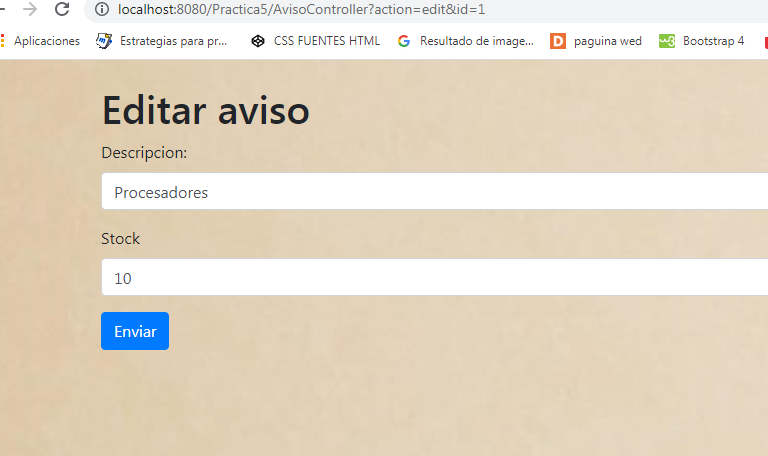 localhost:8080/Practica5/AvisoController?action=edit&id=1
Aplicaciones Estrategias para pr... CSS FUENTES HTML Resultado de image... paguina wed Bootstrap 4
Editar aviso
Descripcion:
Procesadores
Stock
10
Enviar